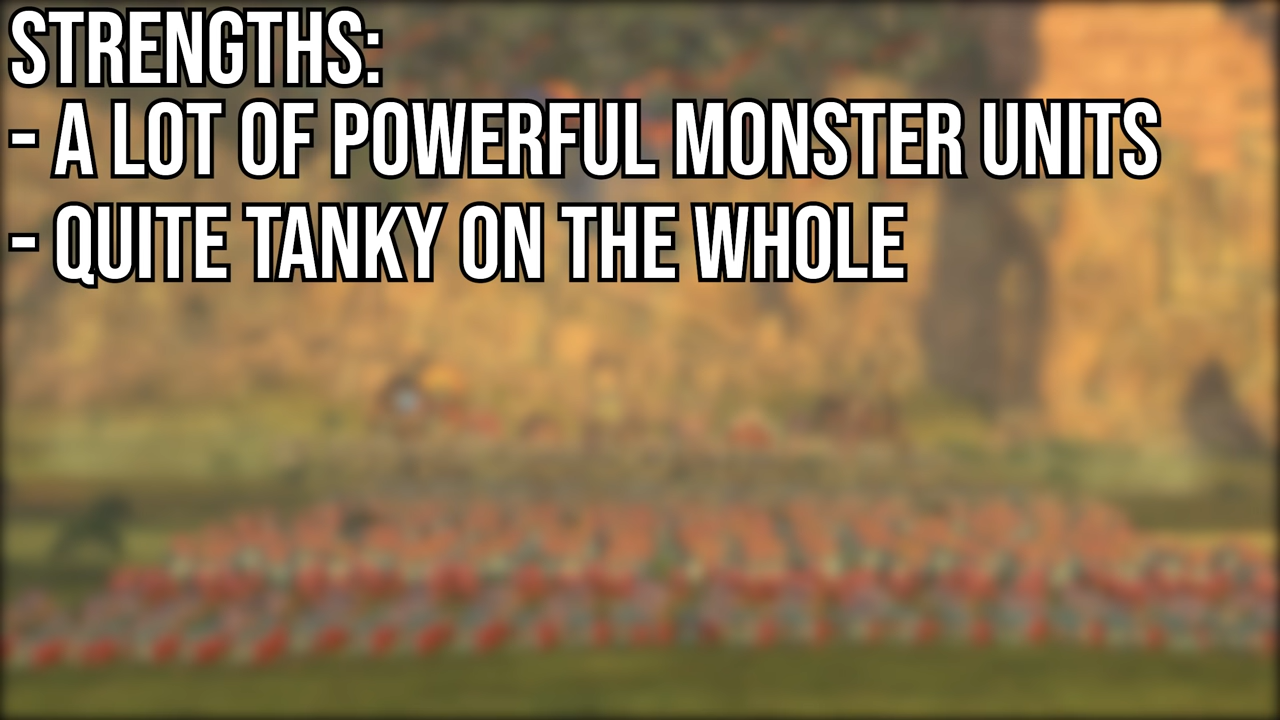 STRENGTHS:
- A LOT OF POWERFUL MONSTER UNITS
- QUITE TANKY ON THE WHOLE